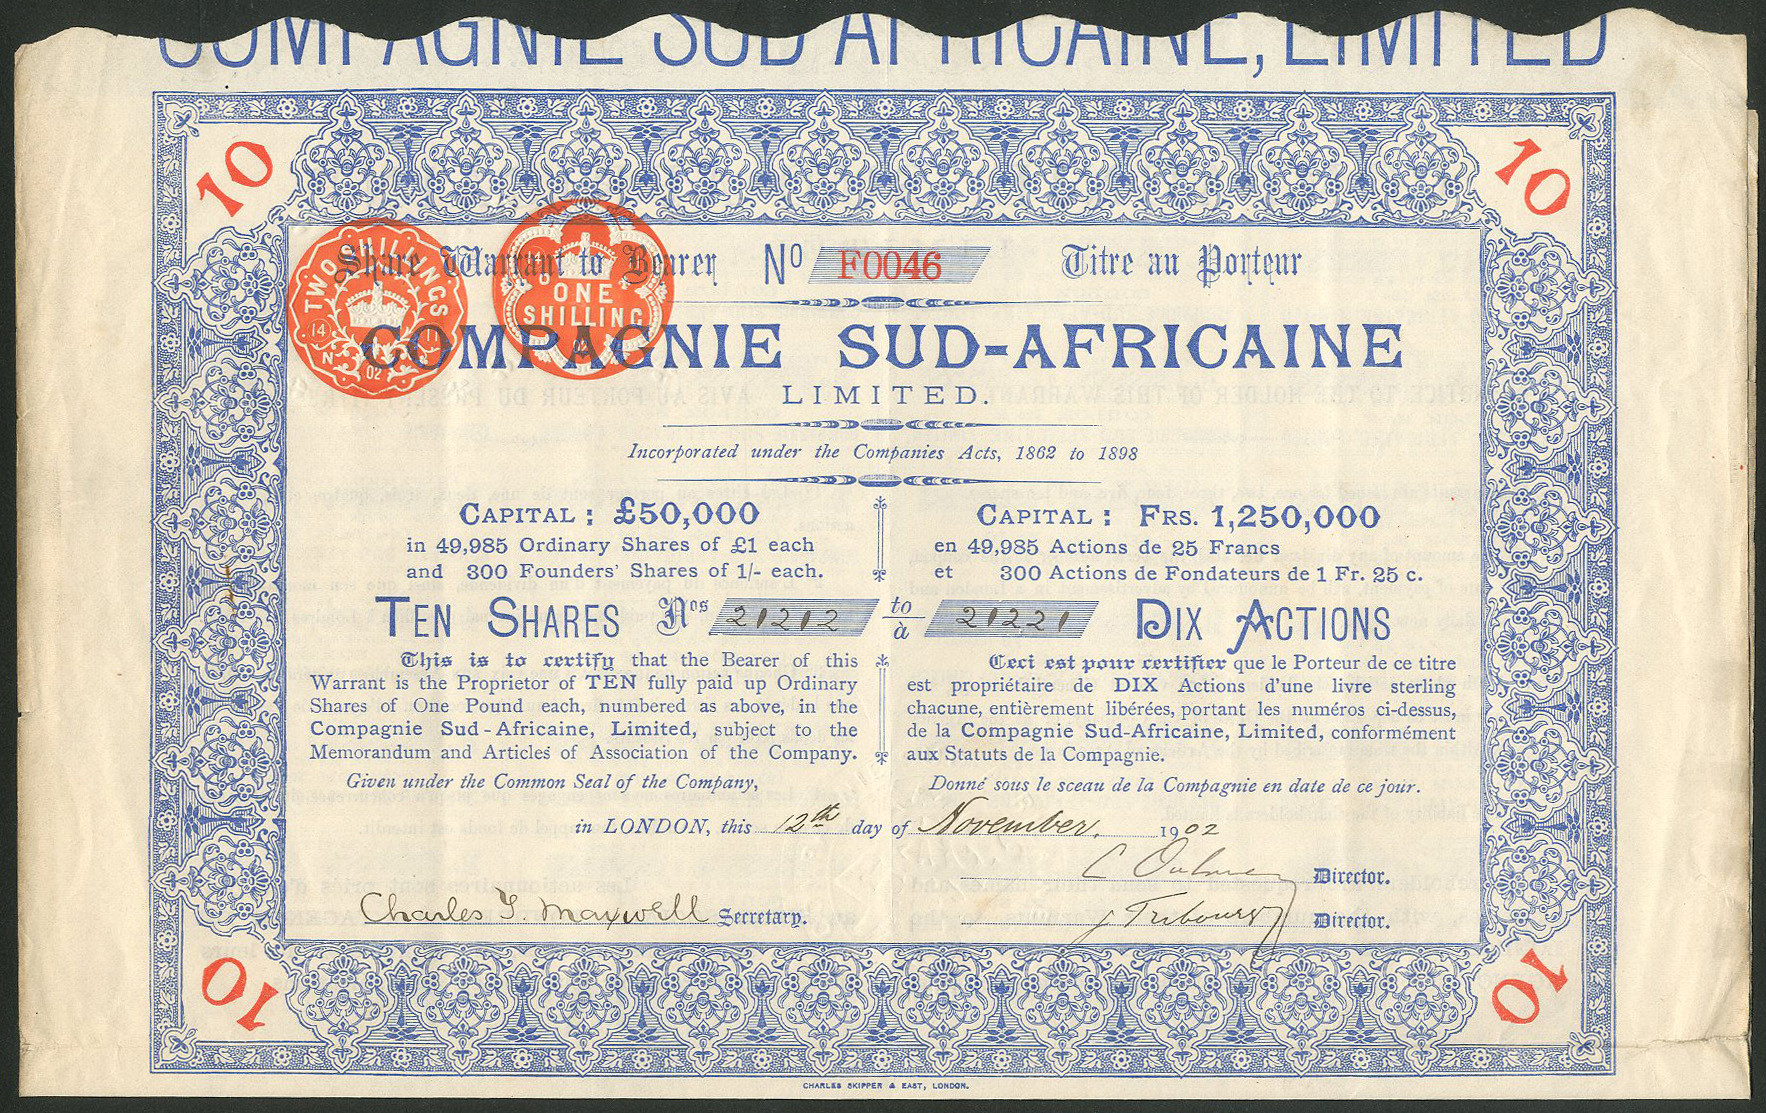 COMPAGNIE SUD AFRICAINE, LIMITED
10
10
TWO SHILLINGS
14
N
02
ONE
SHILLING
02
Share Warrant to Bearer
No F0046
Titre au Porteur
COMPAGNIE SUD-AFRICAINE
LIMITED.
Incorporated under the Companies Acts, 1862 to 1898
CAPITAL : £50,000
in 49,985 Ordinary Shares of £1 each
and 300 Founders' Shares of 1/- each.
CAPITAL : FRS. 1,250,000
en 49,985 Actions de 25 Francs
et 300 Actions de Fondateurs de 1 Fr. 25 c.
TEN SHARES Nos 21212 to à 21221 DIX ACTIONS
This is to certify that the Bearer of this
Warrant is the Proprietor of TEN fully paid up Ordinary
Shares of One Pound each, numbered as above, in the
Compagnie Sud-Africaine, Limited, subject to the
Memorandum and Articles of Association of the Company.
Given under the Common Seal of the Company,
Ceci est pour certifier que le Porteur de ce titre
est propriétaire de DIX Actions d'une livre sterling
chacune, entièrement libérées, portant les numéros ci-dessus,
de la Compagnie Sud-Africaine, Limited, conformément
aux Statuts de la Compagnie.
Donné sous le sceau de la Compagnie en date de ce jour.
in LONDON, this 12th day of November. 1902
Director.
Charles F. Maxwell Secretary.
Director.
10
10
CHARLES SKIPPER & EAST, LONDON.